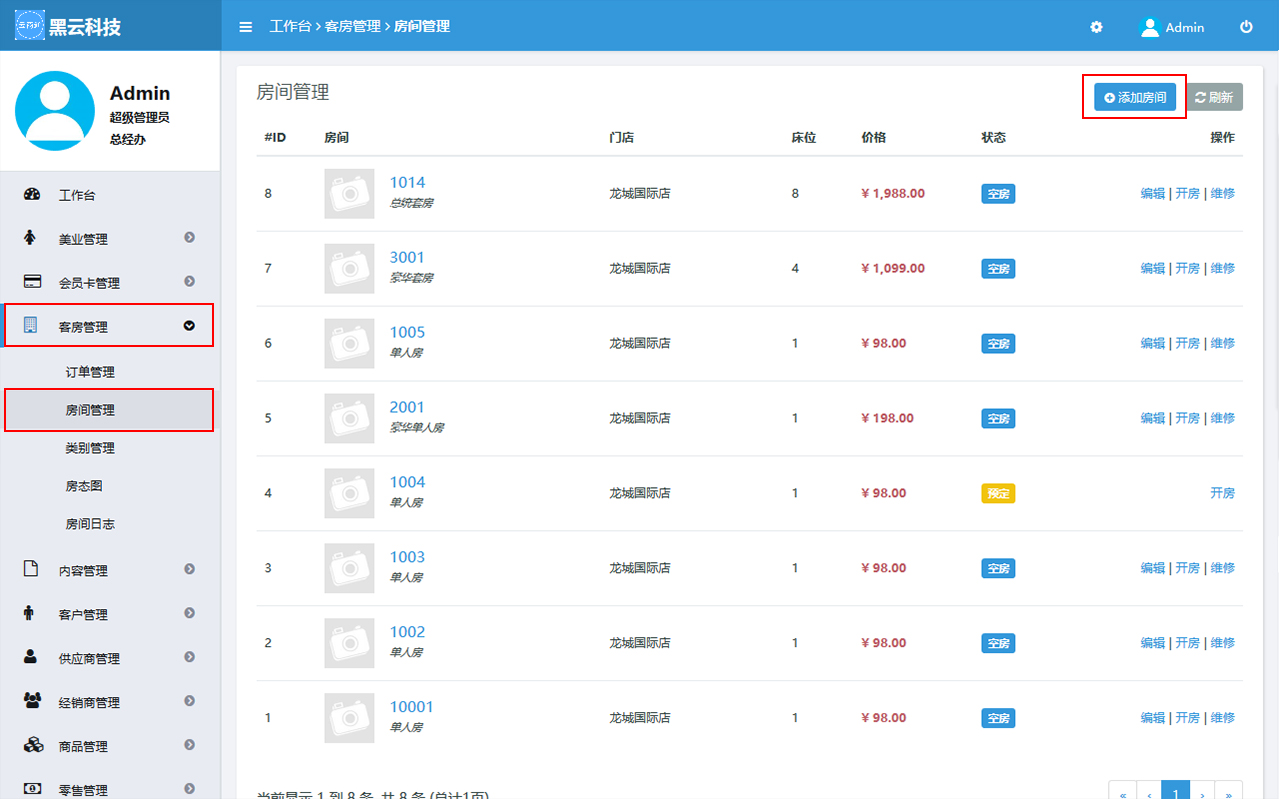 黑云科技
工作台 › 客房管理 › 房间管理
Admin
Admin
超级管理员
总经办
工作台
美业管理
会员卡管理
客房管理
订单管理
房间管理
类别管理
房态图
房间日志
内容管理
客户管理
供应商管理
经销商管理
商品管理
零售管理
房间管理
添加房间
刷新
#ID 房间 门店 床位 价格 状态 操作
8 1014 龙城国际店 8 ¥ 1,988.00 空房 编辑 | 开房 | 维修
总统套房
7 3001 龙城国际店 4 ¥ 1,099.00 空房 编辑 | 开房 | 维修
豪华套房
6 1005 龙城国际店 1 ¥ 98.00 空房 编辑 | 开房 | 维修
单人房
5 2001 龙城国际店 1 ¥ 198.00 空房 编辑 | 开房 | 维修
豪华单人房
4 1004 龙城国际店 1 ¥ 98.00 预定 开房
单人房
3 1003 龙城国际店 1 ¥ 98.00 空房 编辑 | 开房 | 维修
单人房
2 1002 龙城国际店 1 ¥ 98.00 空房 编辑 | 开房 | 维修
单人房
1 10001 龙城国际店 1 ¥ 98.00 空房 编辑 | 开房 | 维修
单人房
当前显示 1 到 8 条, 共 8 条 (总计1页)
« ‹ 1 › »